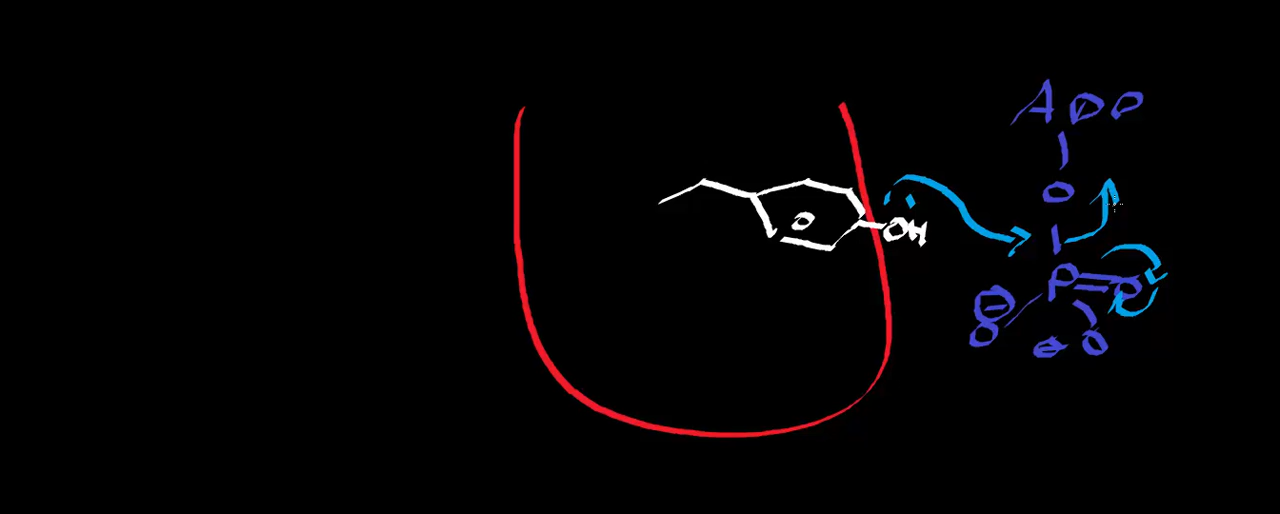 ADP
O
O OH
P=O
⊖
O ⊖ O